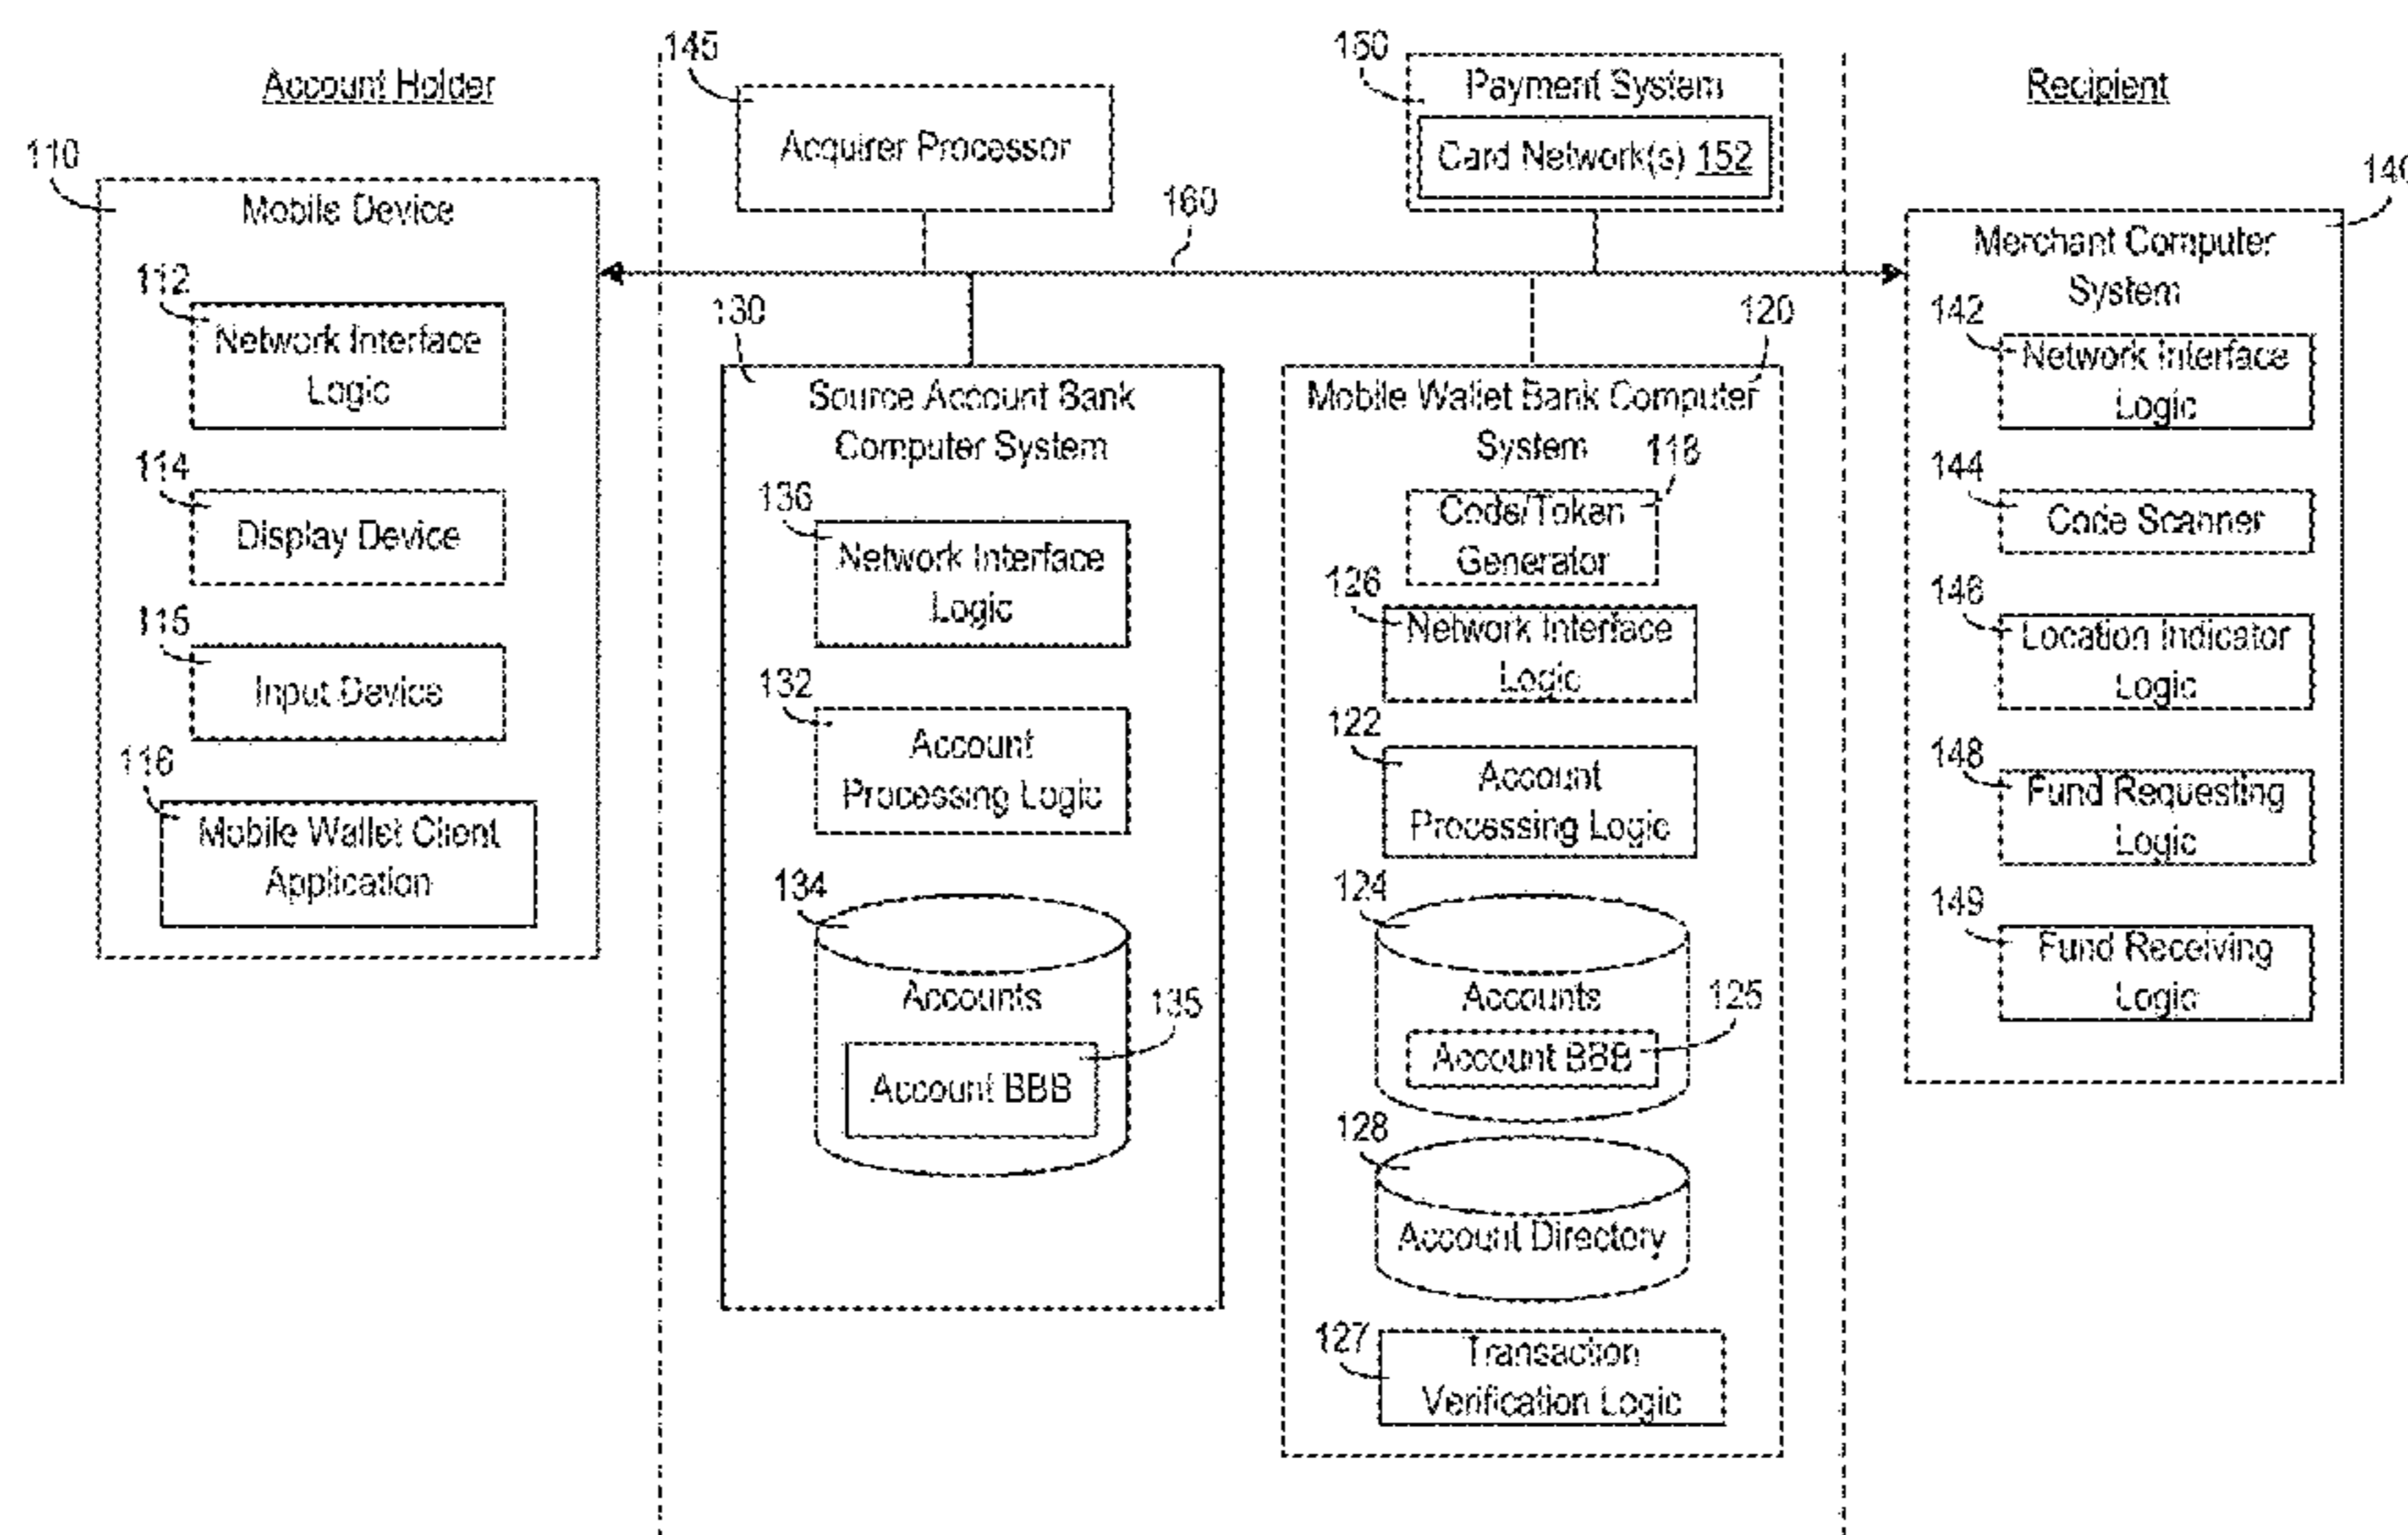 Account Holder
110
Mobile Device
112
Network Interface
Logic
114
Display Device
115
Input Device
116
Mobile Wallet Client
Application
145
Acquirer Processor
150
Payment System
Card Network(s) 152
160
130
Source Account Bank
Computer System
136
Network Interface
Logic
132
Account
Processing Logic
134
Accounts
135
Account BBB
120
Mobile Wallet Bank Computer
System
118
Code/Token
Generator
126
Network Interface
Logic
122
Account
Processing Logic
124
Accounts
125
Account BBB
128
Account Directory
127
Transaction
Verification Logic
Recipient
140
Merchant Computer
System
142
Network Interface
Logic
144
Code Scanner
146
Location Indicator
Logic
148
Fund Requesting
Logic
149
Fund Receiving
Logic